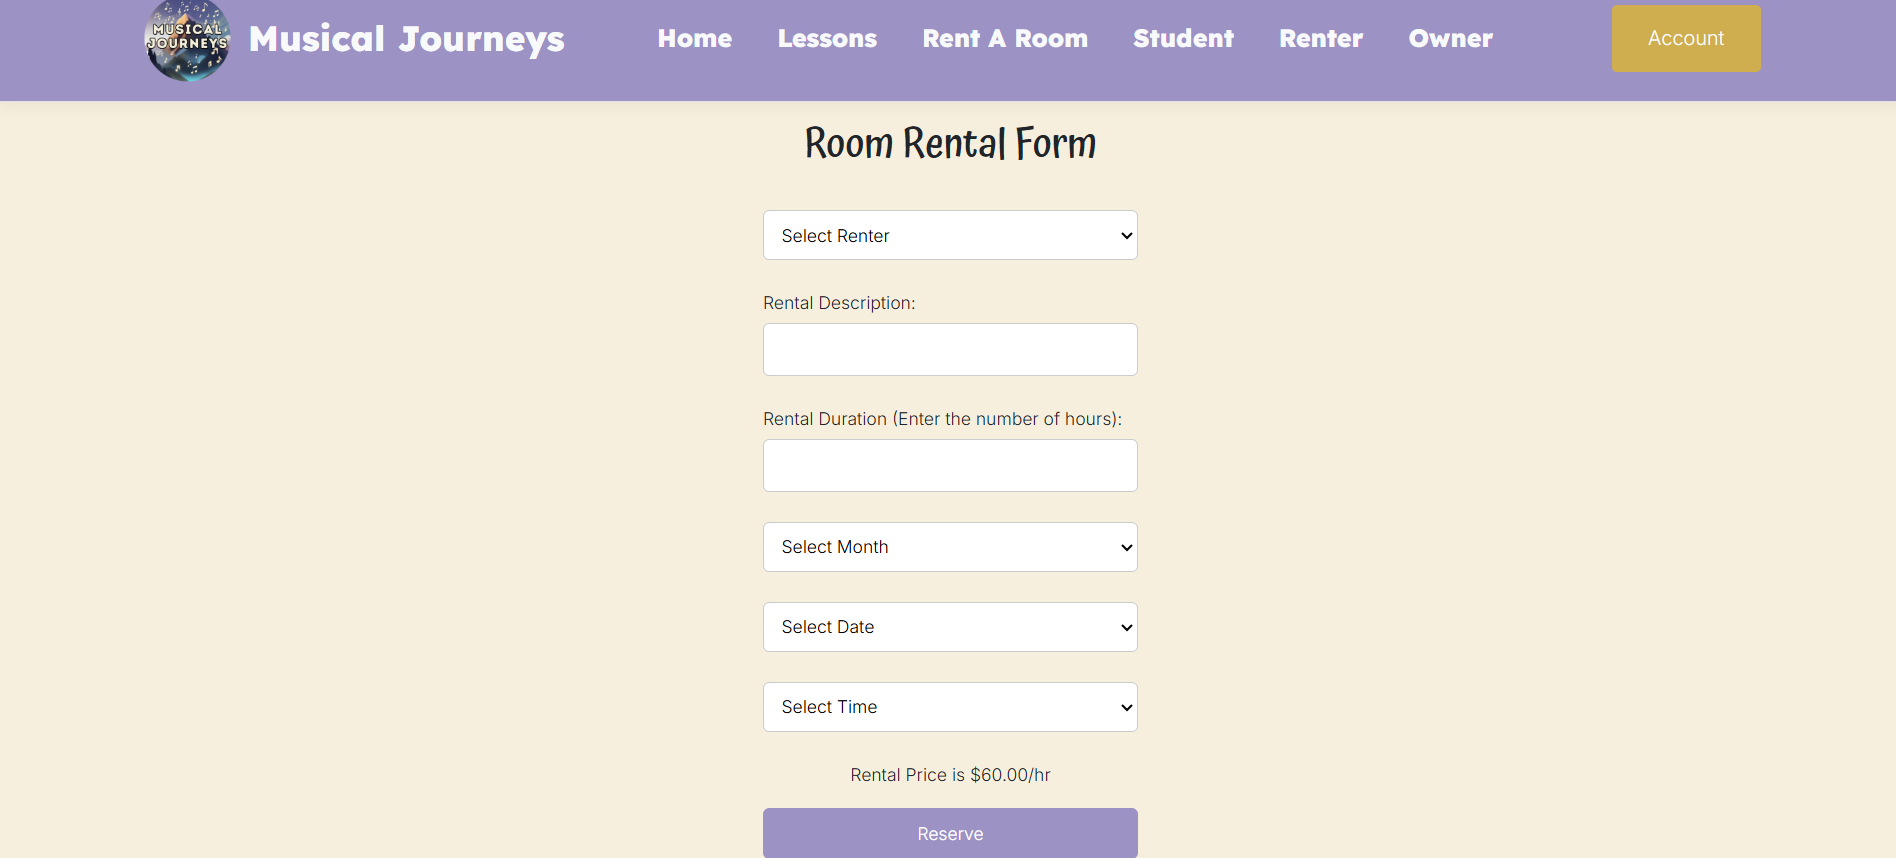 MUSICAL
JOURNEYS
Musical Journeys
Home
Lessons
Rent A Room
Student
Renter
Owner
Account
Room Rental Form
Select Renter
Rental Description:
Rental Duration (Enter the number of hours):
Select Month
Select Date
Select Time
Rental Price is $60.00/hr
Reserve